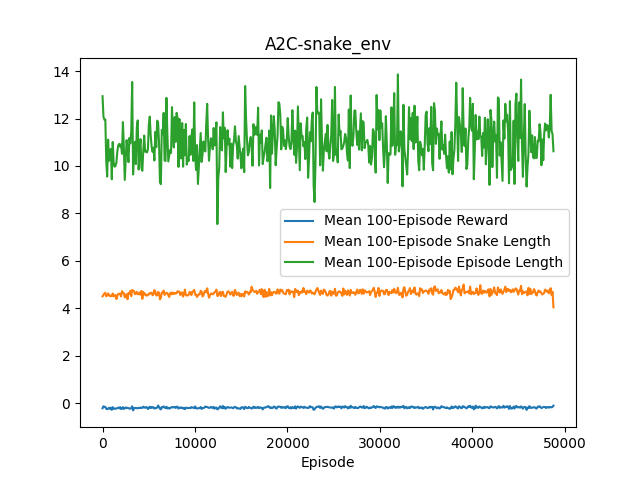 A2C-snake_env
14
12
10
8
6
4
2
0
Mean 100-Episode Reward
Mean 100-Episode Snake Length
Mean 100-Episode Episode Length
0 10000 20000 30000 40000 50000
Episode